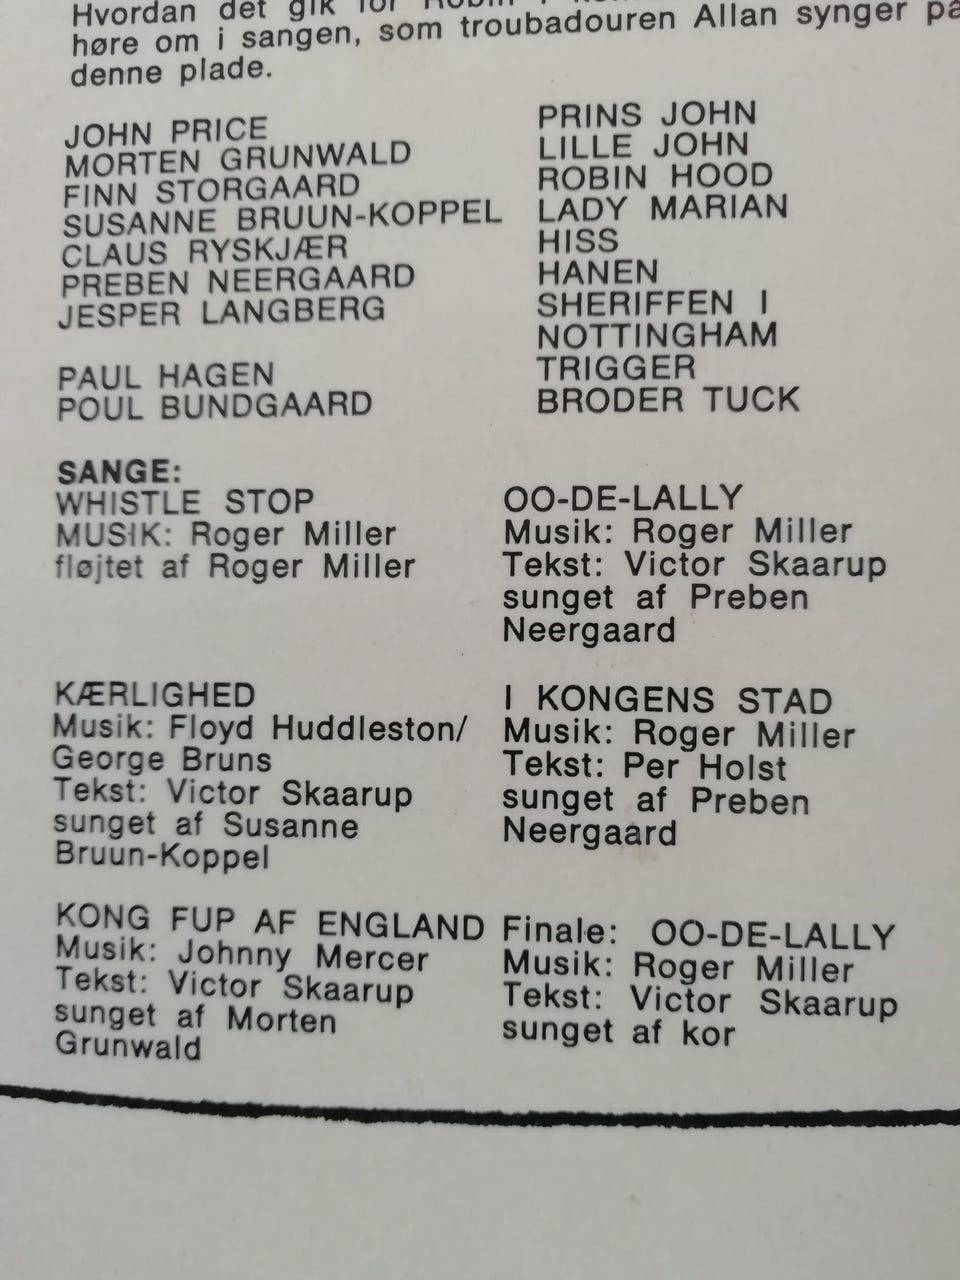 Hvordan det gik for Robin i
høre om i sangen, som troubadouren Allan synger på
denne plade.
JOHN PRICE
MORTEN GRUNWALD
FINN STORGAARD
SUSANNE BRUUN-KOPPEL
CLAUS RYSKJÆR
PREBEN NEERGAARD
JESPER LANGBERG
PAUL HAGEN
POUL BUNDGAARD
PRINS JOHN
LILLE JOHN
ROBIN HOOD
LADY MARIAN
HISS
HANEN
SHERIFFEN I
NOTTINGHAM
TRIGGER
BRODER TUCK
SANGE:
WHISTLE STOP
MUSIK: Roger Miller
fløjtet af Roger Miller
OO-DE-LALLY
Musik: Roger Miller
Tekst: Victor Skaarup
sunget af Preben
Neergaard
KÆRLIGHED
Musik: Floyd Huddleston/
George Bruns
Tekst: Victor Skaarup
sunget af Susanne
Bruun-Koppel
I KONGENS STAD
Musik: Roger Miller
Tekst: Per Holst
sunget af Preben
Neergaard
KONG FUP AF ENGLAND
Musik: Johnny Mercer
Tekst: Victor Skaarup
sunget af Morten
Grunwald
Finale: OO-DE-LALLY
Musik: Roger Miller
Tekst: Victor Skaarup
sunget af kor